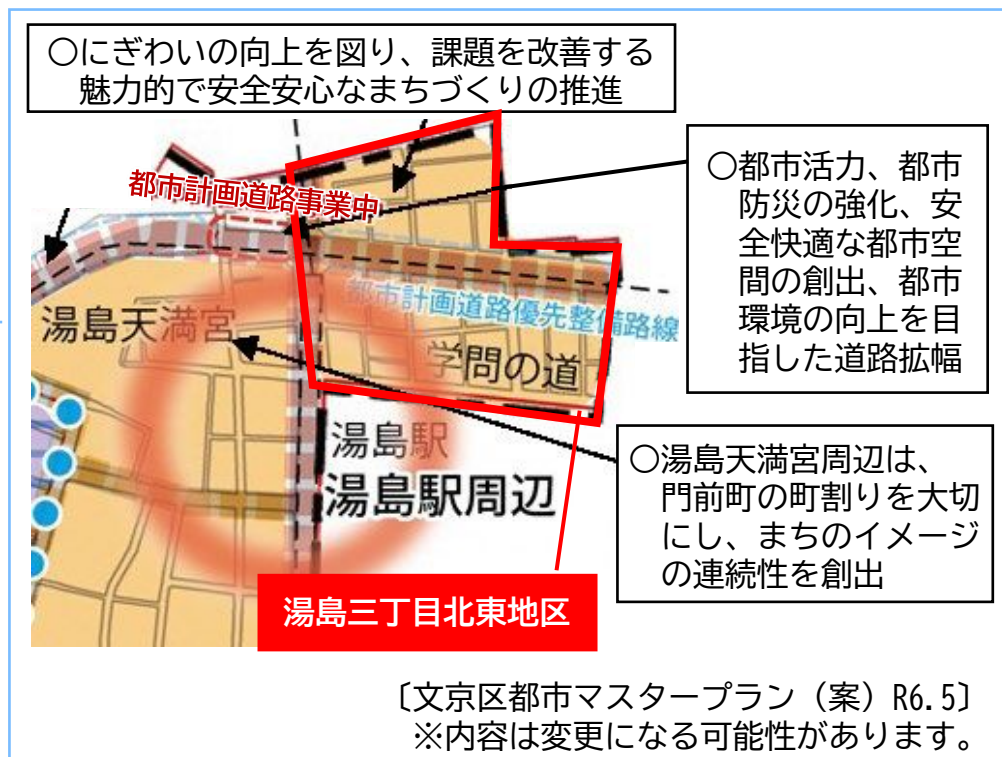 ○にぎわいの向上を図り、課題を改善する
魅力的で安全安心なまちづくりの推進
都市計画道路事業中
○都市活力、都市
防災の強化、安
全快適な都市空
間の創出、都市
環境の向上を目
指した道路拡幅
都市計画道路優先整備路線
湯島天満宮
学問の道
湯島駅
湯島駅周辺
○湯島天満宮周辺は、
門前町の町割りを大切
にし、まちのイメージ
の連続性を創出
湯島三丁目北東地区
〔文京区都市マスタープラン（案）R6.5〕
※内容は変更になる可能性があります。